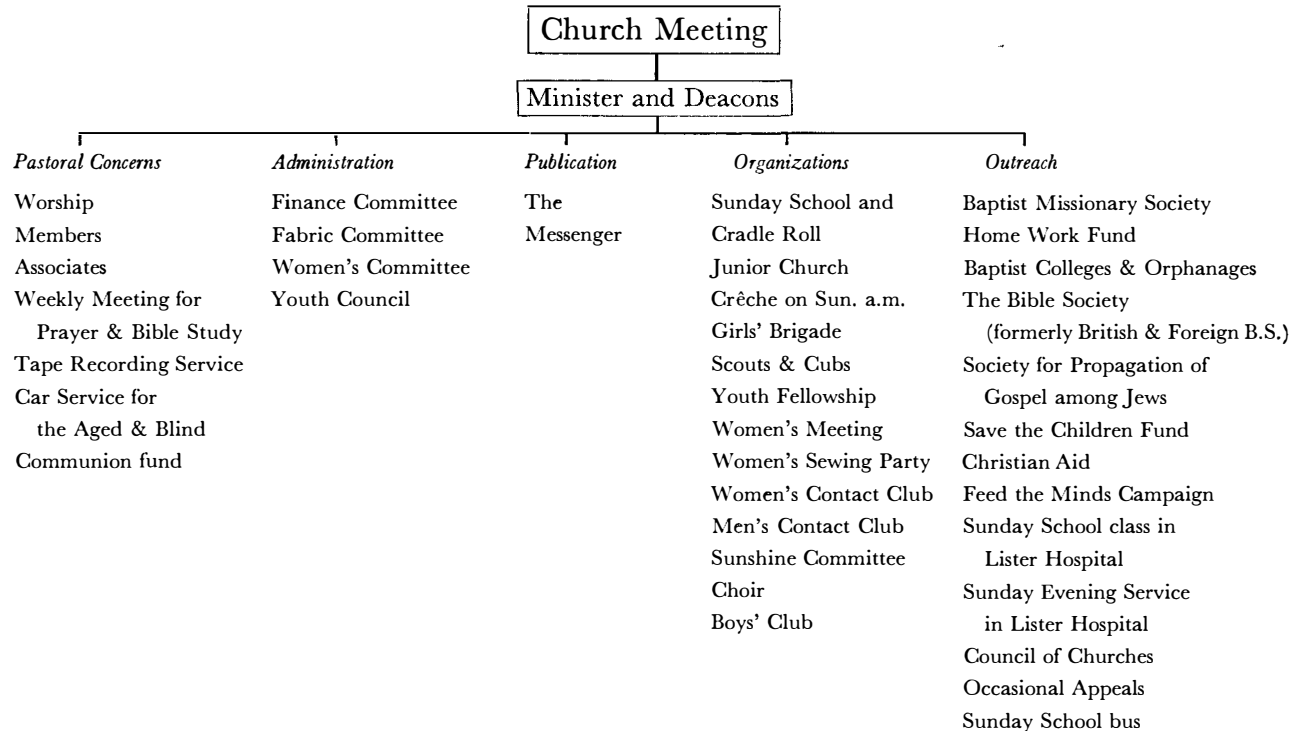 Church Meeting
Minister and Deacons
Pastoral Concerns
Worship
Members
Associates
Weekly Meeting for
Prayer & Bible Study
Tape Recording Service
Car Service for
the Aged & Blind
Communion fund
Administration
Finance Committee
Fabric Committee
Women's Committee
Youth Council
Publication
The
Messenger
Organizations
Sunday School and
Cradle Roll
Junior Church
Crêche on Sun. a.m.
Girls' Brigade
Scouts & Cubs
Youth Fellowship
Women's Meeting
Women's Sewing Party
Women's Contact Club
Men's Contact Club
Sunshine Committee
Choir
Boys' Club
Outreach
Baptist Missionary Society
Home Work Fund
Baptist Colleges & Orphanages
The Bible Society
(formerly British & Foreign B.S.)
Society for Propagation of
Gospel among Jews
Save the Children Fund
Christian Aid
Feed the Minds Campaign
Sunday School class in
Lister Hospital
Sunday Evening Service
in Lister Hospital
Council of Churches
Occasional Appeals
Sunday School bus